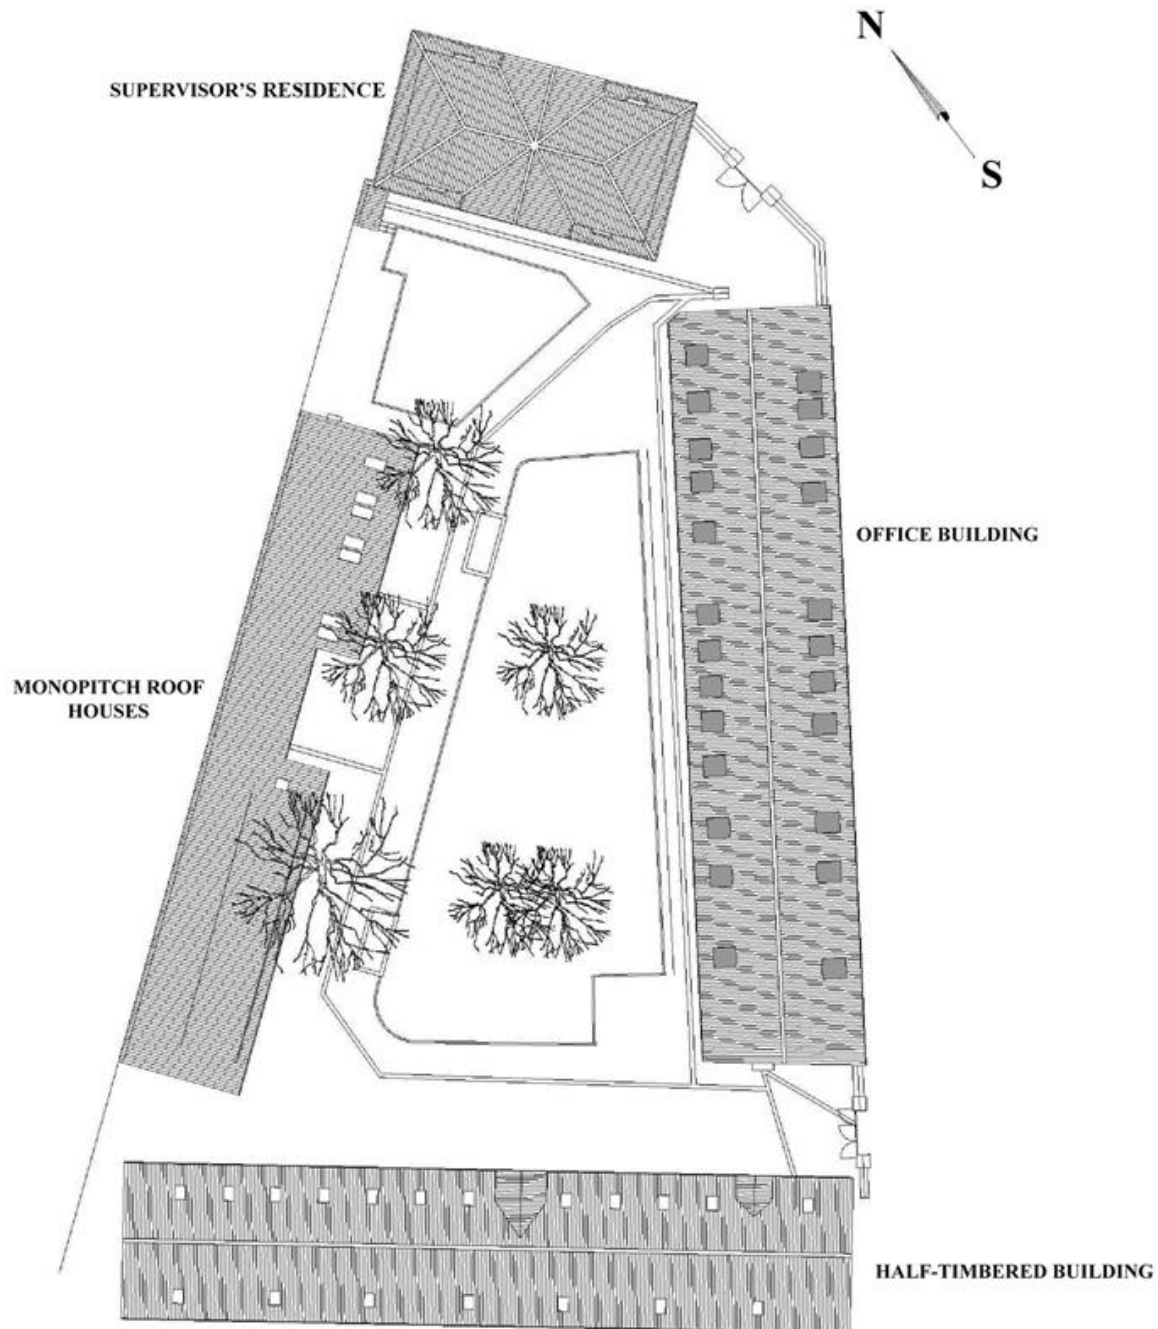 N
SUPERVISOR'S RESIDENCE
S
OFFICE BUILDING
MONOPITCH ROOF
HOUSES
HALF-TIMBERED BUILDING